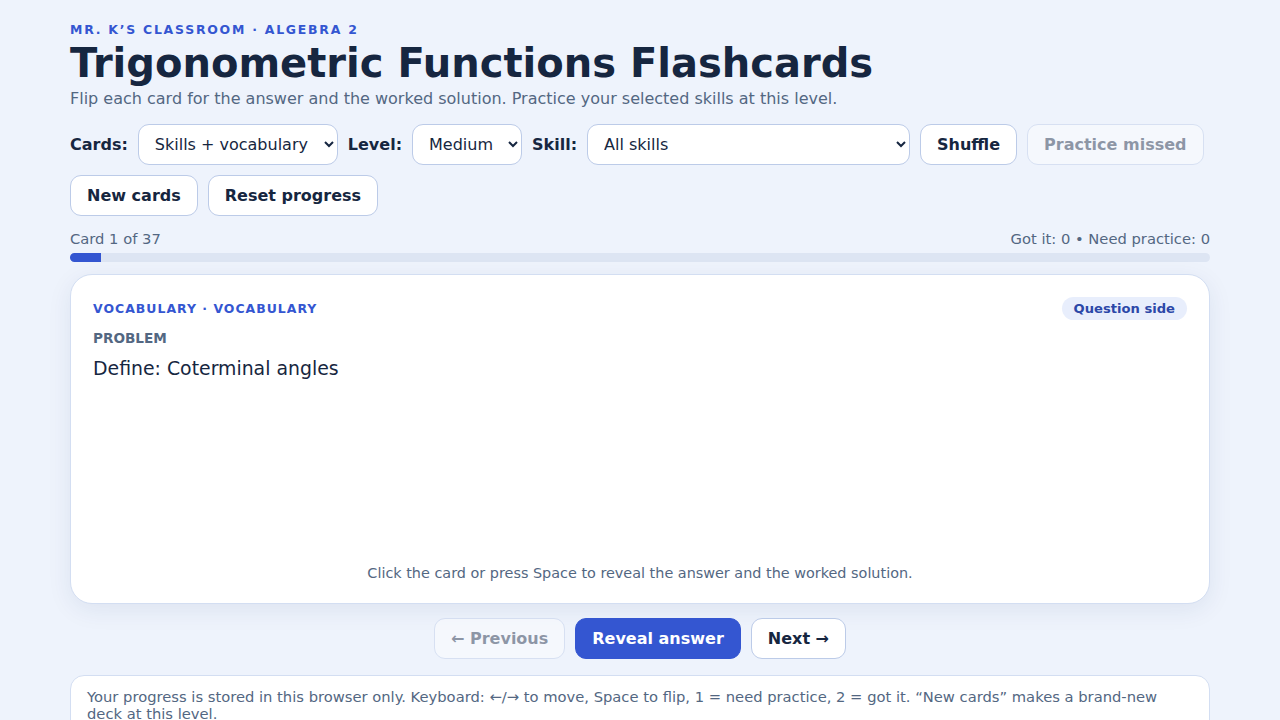 MR. K’S CLASSROOM · ALGEBRA 2
Trigonometric Functions Flashcards
Flip each card for the answer and the worked solution. Practice your selected skills at this level.
Cards: Skills + vocabulary Level: Medium Skill: All skills Shuffle Practice missed
New cards Reset progress
Card 1 of 37 Got it: 0 • Need practice: 0
VOCABULARY · VOCABULARY Question side
PROBLEM
Define: Coterminal angles
Click the card or press Space to reveal the answer and the worked solution.
← Previous Reveal answer Next →
Your progress is stored in this browser only. Keyboard: ←/→ to move, Space to flip, 1 = need practice, 2 = got it. “New cards” makes a brand-new
deck at this level.